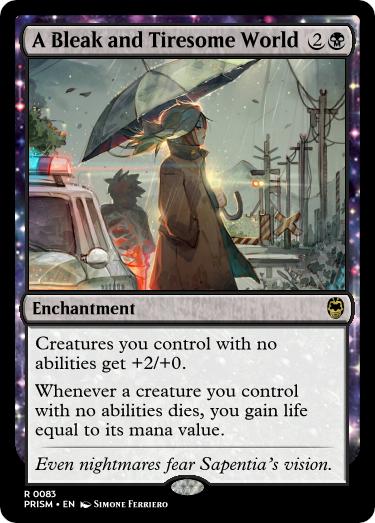 A Bleak and Tiresome World 2
Enchantment
Creatures you control with no
abilities get +2/+0.
Whenever a creature you control
with no abilities dies, you gain life
equal to its mana value.
Even nightmares fear Sapentia's vision.
R 0083
PRISM • EN Simone Ferriero